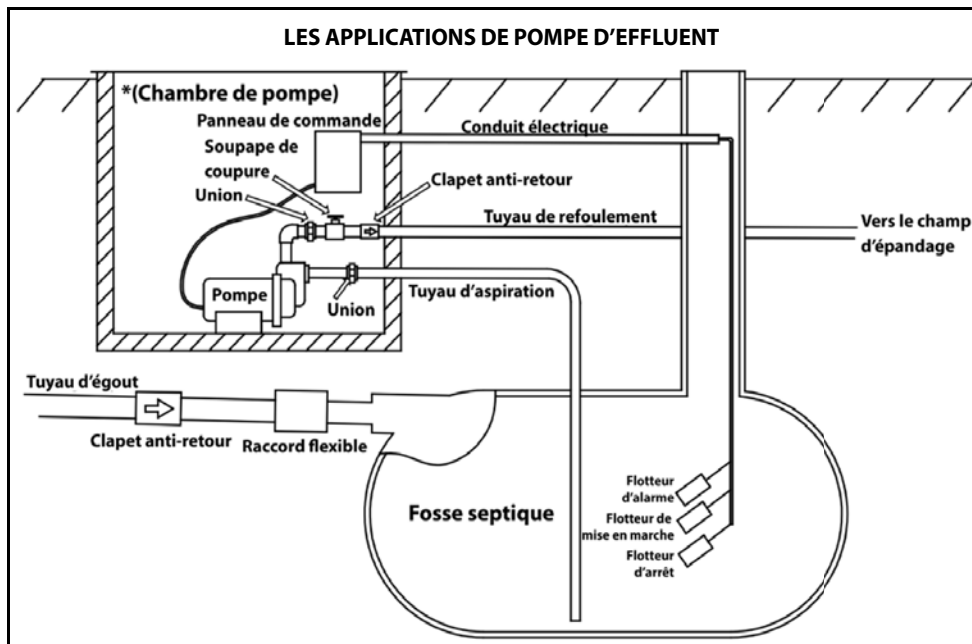 LES APPLICATIONS DE POMPE D'EFFLUENT
*(Chambre de pompe)
Panneau de commande
Soupape de
coupure
Union
Conduit électrique
Clapet anti-retour
Tuyau de refoulement
Vers le champ
d'épandage
Pompe
Union
Tuyau d'aspiration
Tuyau d'égout
Clapet anti-retour
Raccord flexible
Fosse septique
Flotteur
d'alarme
Flotteur de
mise en marche
Flotteur
d'arrêt